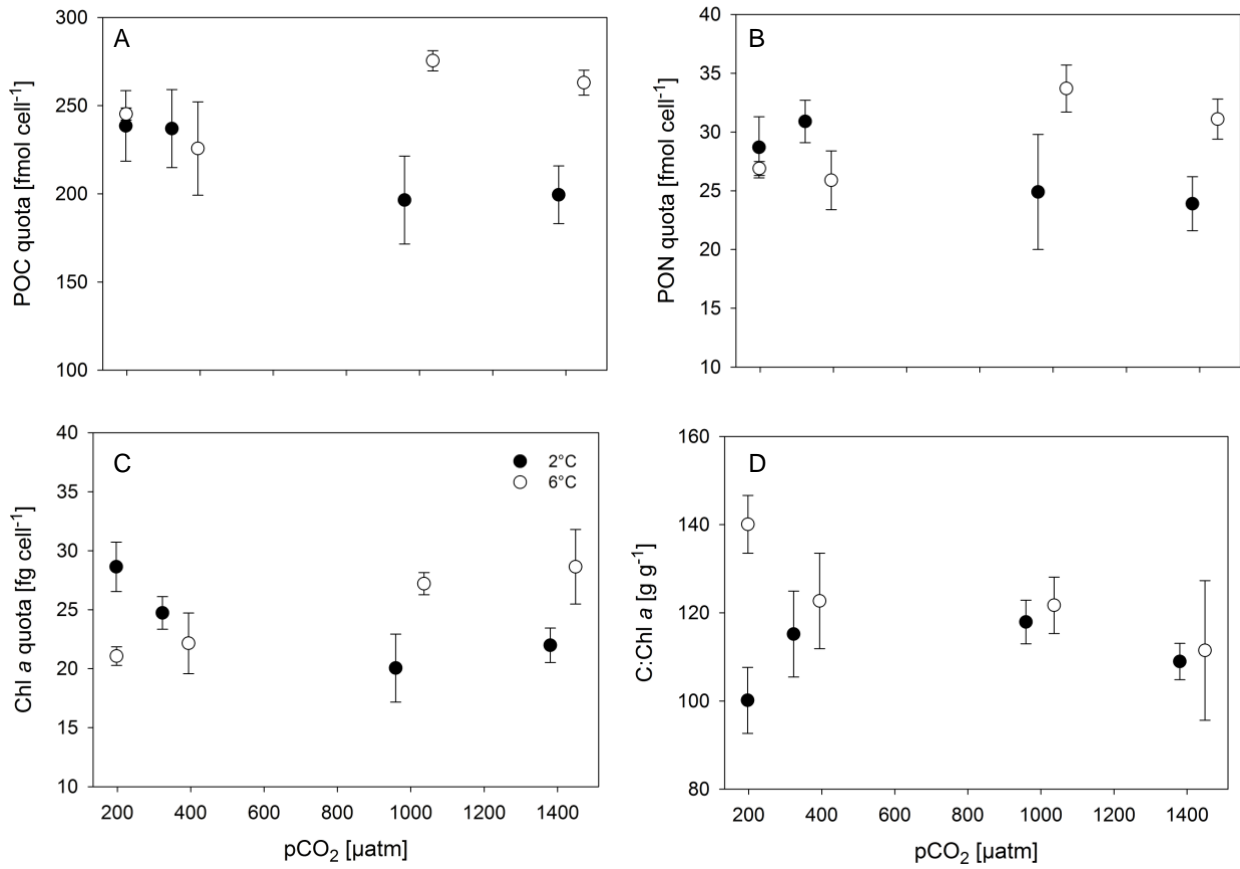 A
300
250
200
150
100
POC quota [fmol cell⁻¹]
B
40
35
30
25
20
15
10
PON quota [fmol cell⁻¹]
C
2°C
6°C
40
35
30
25
20
15
10
Chl a quota [fg cell⁻¹]
200 400 600 800 1000 1200 1400
pCO₂ [µatm]
D
160
140
120
100
80
C:Chl a [g g⁻¹]
200 400 600 800 1000 1200 1400
pCO₂ [µatm]